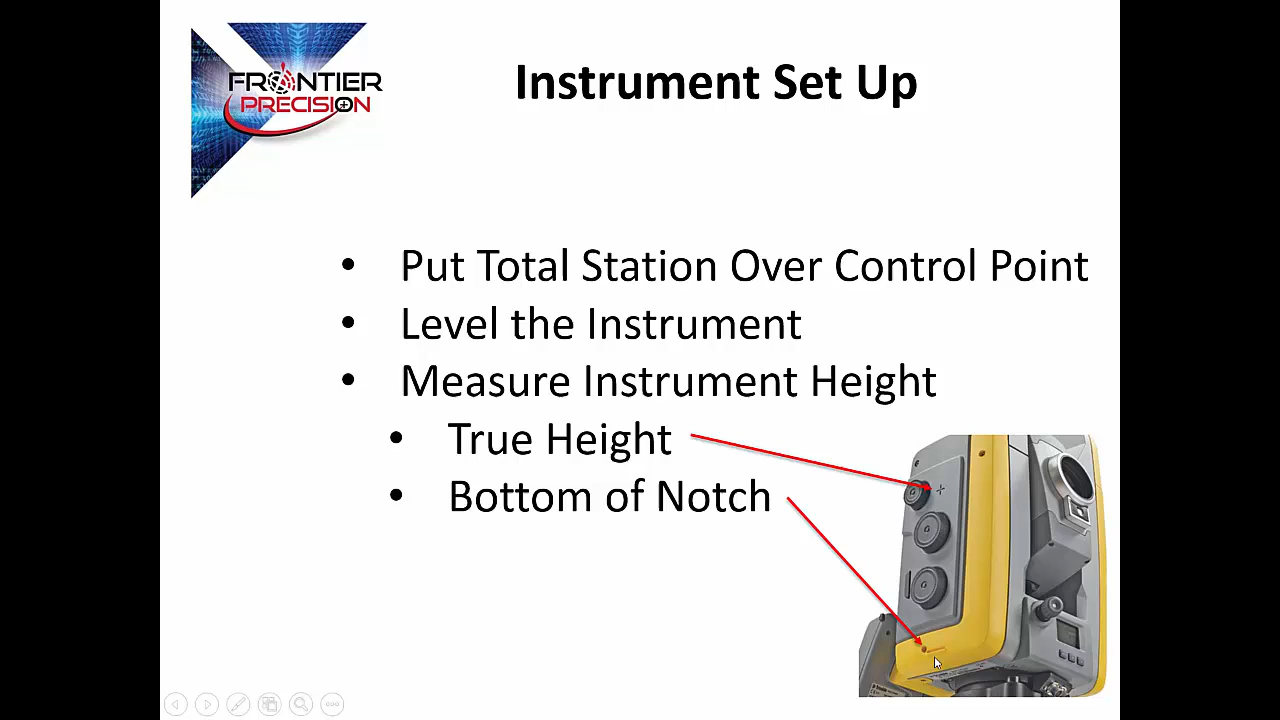 FRONTIER
PRECISION
Instrument Set Up
• Put Total Station Over Control Point
• Level the Instrument
• Measure Instrument Height
• True Height
• Bottom of Notch